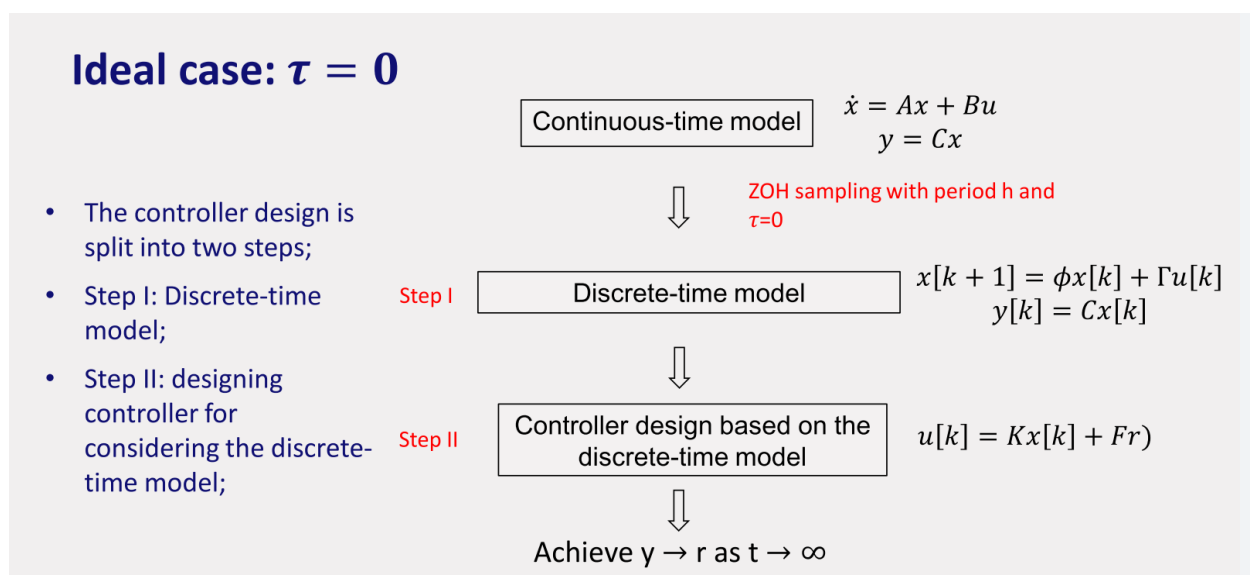 Ideal case: 𝝉 = 𝟎
Continuous-time model
ẋ = Ax + Bu
y = Cx
ZOH sampling with period h and
τ=0
• The controller design is
split into two steps;
• Step I: Discrete-time
model;
• Step II: designing
controller for
considering the discrete-
time model;
Step I
Discrete-time model
x[k + 1] = ϕx[k] + Γu[k]
y[k] = Cx[k]
Step II
Controller design based on the
discrete-time model
u[k] = Kx[k] + Fr)
Achieve y → r as t → ∞